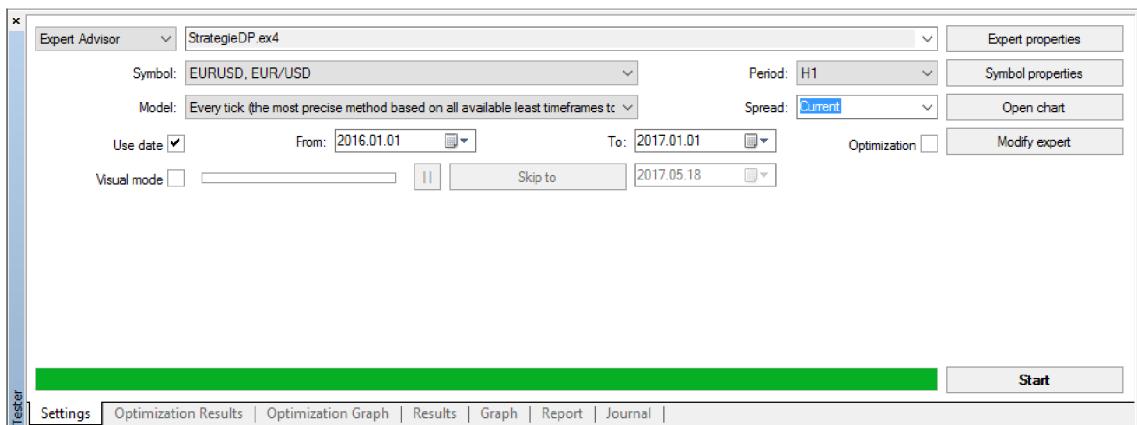 Expert Advisor StrategieDP.ex4 Expert properties
Symbol: EURUSD, EUR/USD Period: H1 Symbol properties
Model: Every tick (the most precise method based on all available least timeframes to Spread: Current Open chart
Use date From: 2016.01.01 To: 2017.01.01 Optimization Modify expert
Visual mode Skip to 2017.05.18
Start
Tester
Settings | Optimization Results | Optimization Graph | Results | Graph | Report | Journal |